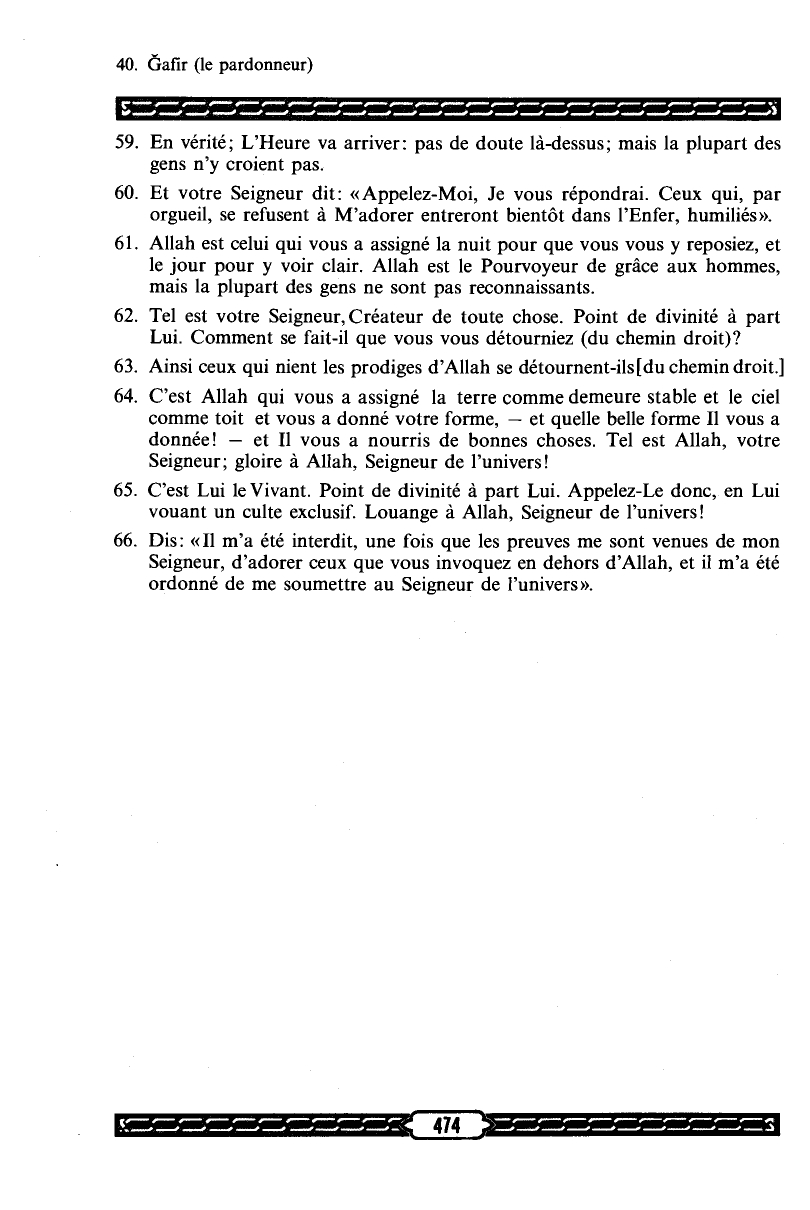 40. Ğafir (le pardonneur)
59. En vérité; L'Heure va arriver: pas de doute là-dessus; mais la plupart des
gens n'y croient pas.
60. Et votre Seigneur dit: «Appelez-Moi, Je vous répondrai. Ceux qui, par
orgueil, se refusent à M'adorer entreront bientôt dans l'Enfer, humiliés».
61. Allah est celui qui vous a assigné la nuit pour que vous vous y reposiez, et
le jour pour y voir clair. Allah est le Pourvoyeur de grâce aux hommes,
mais la plupart des gens ne sont pas reconnaissants.
62. Tel est votre Seigneur, Créateur de toute chose. Point de divinité à part
Lui. Comment se fait-il que vous vous détourniez (du chemin droit)?
63. Ainsi ceux qui nient les prodiges d'Allah se détournent-ils [du chemin droit.]
64. C'est Allah qui vous a assigné la terre comme demeure stable et le ciel
comme toit et vous a donné votre forme, — et quelle belle forme Il vous a
donnée! — et Il vous a nourris de bonnes choses. Tel est Allah, votre
Seigneur; gloire à Allah, Seigneur de l'univers!
65. C'est Lui le Vivant. Point de divinité à part Lui. Appelez-Le donc, en Lui
vouant un culte exclusif. Louange à Allah, Seigneur de l'univers!
66. Dis: «Il m'a été interdit, une fois que les preuves me sont venues de mon
Seigneur, d'adorer ceux que vous invoquez en dehors d'Allah, et il m'a été
ordonné de me soumettre au Seigneur de l'univers».
474